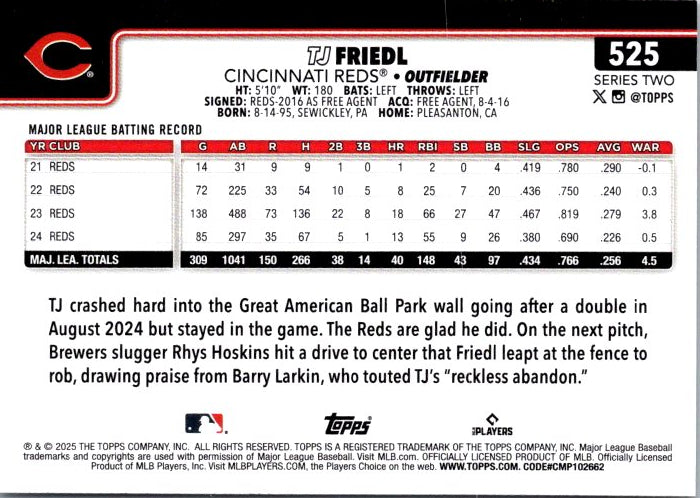 TJ FRIEDL
CINCINNATI REDS® • OUTFIELDER
HT: 5'10" WT: 180 BATS: LEFT THROWS: LEFT
SIGNED: REDS-2016 AS FREE AGENT ACQ: FREE AGENT, 8-4-16
BORN: 8-14-95, SEWICKLEY, PA HOME: PLEASANTON, CA
525
SERIES TWO
@TOPPS
MAJOR LEAGUE BATTING RECORD
YR CLUB G AB R H 2B 3B HR RBI SB BB SLG OPS AVG WAR
21 REDS 14 31 9 9 1 0 1 2 0 4 .419 .780 .290 -0.1
22 REDS 72 225 33 54 10 5 8 25 7 20 .436 .750 .240 0.3
23 REDS 138 488 73 136 22 8 18 66 27 47 .467 .819 .279 3.8
24 REDS 85 297 35 67 5 1 13 55 9 26 .380 .690 .226 0.5
MAJ. LEA. TOTALS 309 1041 150 266 38 14 40 148 43 97 .434 .766 .256 4.5
TJ crashed hard into the Great American Ball Park wall going after a double in
August 2024 but stayed in the game. The Reds are glad he did. On the next pitch,
Brewers slugger Rhys Hoskins hit a drive to center that Friedl leapt at the fence to
rob, drawing praise from Barry Larkin, who touted TJ's "reckless abandon."
Topps
PLAYERS
® & © 2025 THE TOPPS COMPANY, INC. ALL RIGHTS RESERVED. TOPPS IS A REGISTERED TRADEMARK OF THE TOPPS COMPANY, INC. Major League Baseball
trademarks and copyrights are used with permission of Major League Baseball. Visit MLB.com. OFFICIALLY LICENSED PRODUCT OF MLB. Officially Licensed
Product of MLB Players, Inc. Visit MLBPLAYERS.COM, the Players Choice on the web. WWW.TOPPS.COM. CODE#CMP102662